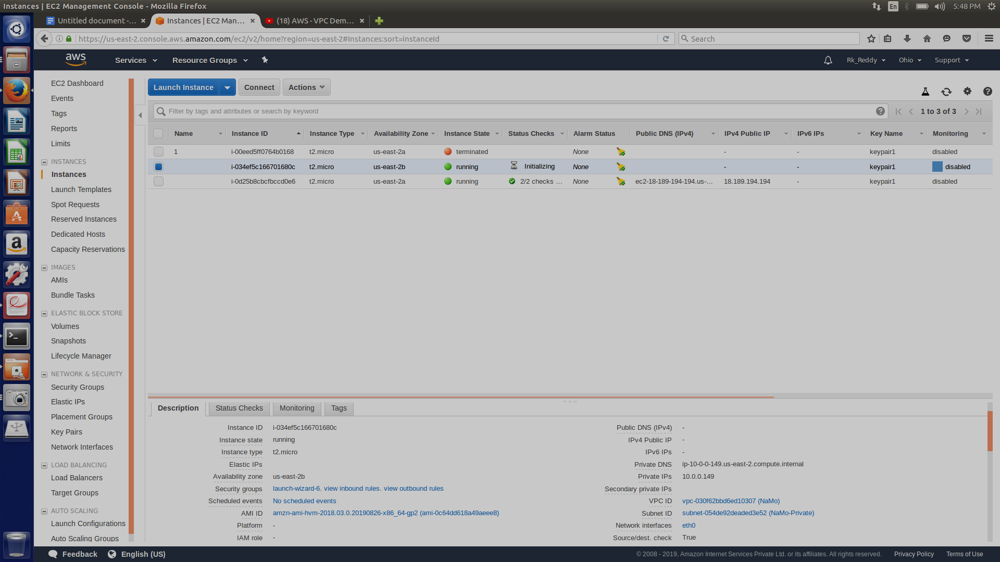 Instances | EC2 Management Console - Mozilla Firefox
En
5:48 PM
Untitled document -...
Instances | EC2 Man...
(18) AWS - VPC Dem...
https://us-east-2.console.aws.amazon.com/ec2/v2/home?region=us-east-2#Instances:sort=instanceId
Search
aws
Services
Resource Groups
Rk_Reddy
Ohio
Support
EC2 Dashboard
Events
Tags
Reports
Limits
INSTANCES
Instances
Launch Templates
Spot Requests
Reserved Instances
Dedicated Hosts
Capacity Reservations
IMAGES
AMIs
Bundle Tasks
ELASTIC BLOCK STORE
Volumes
Snapshots
Lifecycle Manager
NETWORK & SECURITY
Security Groups
Elastic IPs
Placement Groups
Key Pairs
Network Interfaces
LOAD BALANCING
Load Balancers
Target Groups
AUTO SCALING
Launch Configurations
Auto Scaling Groups
Launch Instance
Connect
Actions
Filter by tags and attributes or search by keyword
1 to 3 of 3
Name Instance ID Instance Type Availability Zone Instance State Status Checks Alarm Status Public DNS (IPv4) IPv4 Public IP IPv6 IPs Key Name Monitoring
1 i-00eed5ff0764b0168 t2.micro us-east-2a terminated None - - keypair1 disabled
i-034ef5c166701680c t2.micro us-east-2b running Initializing None - - keypair1 disabled
i-0d25b8cbcfbccd0e6 t2.micro us-east-2a running 2/2 checks ... None ec2-18-189-194-194.us-... 18.189.194.194 - keypair1 disabled
Description
Status Checks
Monitoring
Tags
Instance ID i-034ef5c166701680c
Instance state running
Instance type t2.micro
Elastic IPs
Availability zone us-east-2b
Security groups launch-wizard-6. view inbound rules. view outbound rules
Scheduled events No scheduled events
AMI ID amzn-ami-hvm-2018.03.0.20190826-x86_64-gp2 (ami-0c64dd618a49aeee8)
Platform -
IAM role -
Public DNS (IPv4) -
IPv4 Public IP -
IPv6 IPs -
Private DNS ip-10-0-0-149.us-east-2.compute.internal
Private IPs 10.0.0.149
Secondary private IPs
VPC ID vpc-030f62bbd6ed10307 (NaMo)
Subnet ID subnet-054de92deaded3e52 (NaMo-Private)
Network interfaces eth0
Source/dest. check True
Feedback
English (US)
© 2008 - 2019, Amazon Internet Services Private Ltd. or its affiliates. All rights reserved.
Privacy Policy
Terms of Use